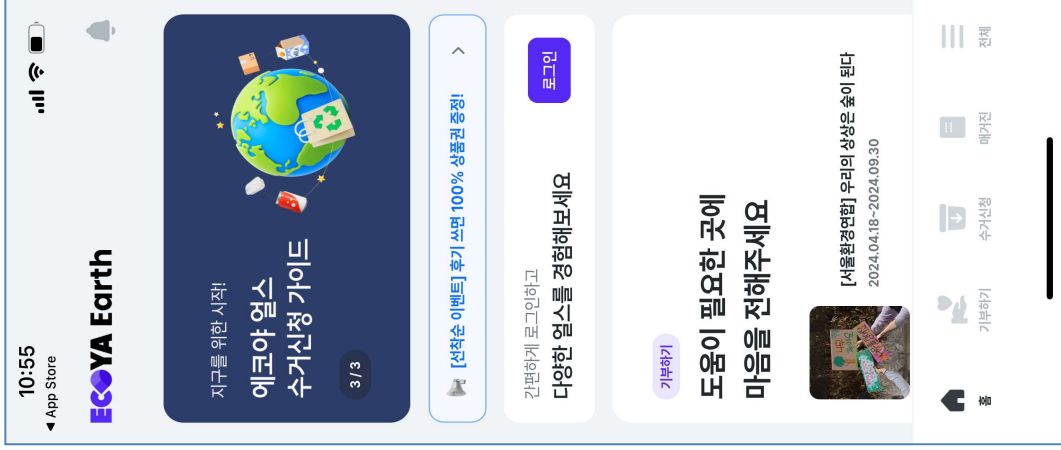 10:55
◀ App Store
ECOYA Earth
지구를 위한 시작!
에코야 얼스
수거신청 가이드
3 / 3
[선착순 이벤트] 후기 쓰면 100% 상품권 증정!
간편하게 로그인하고
다양한 얼스를 경험해보세요
로그인
기부하기
도움이 필요한 곳에
마음을 전해주세요
[서울환경연합] 우리의 상상은 숲이 된다
2024.04.18~2024.09.30
홈
기부하기
수거신청
매거진
전체